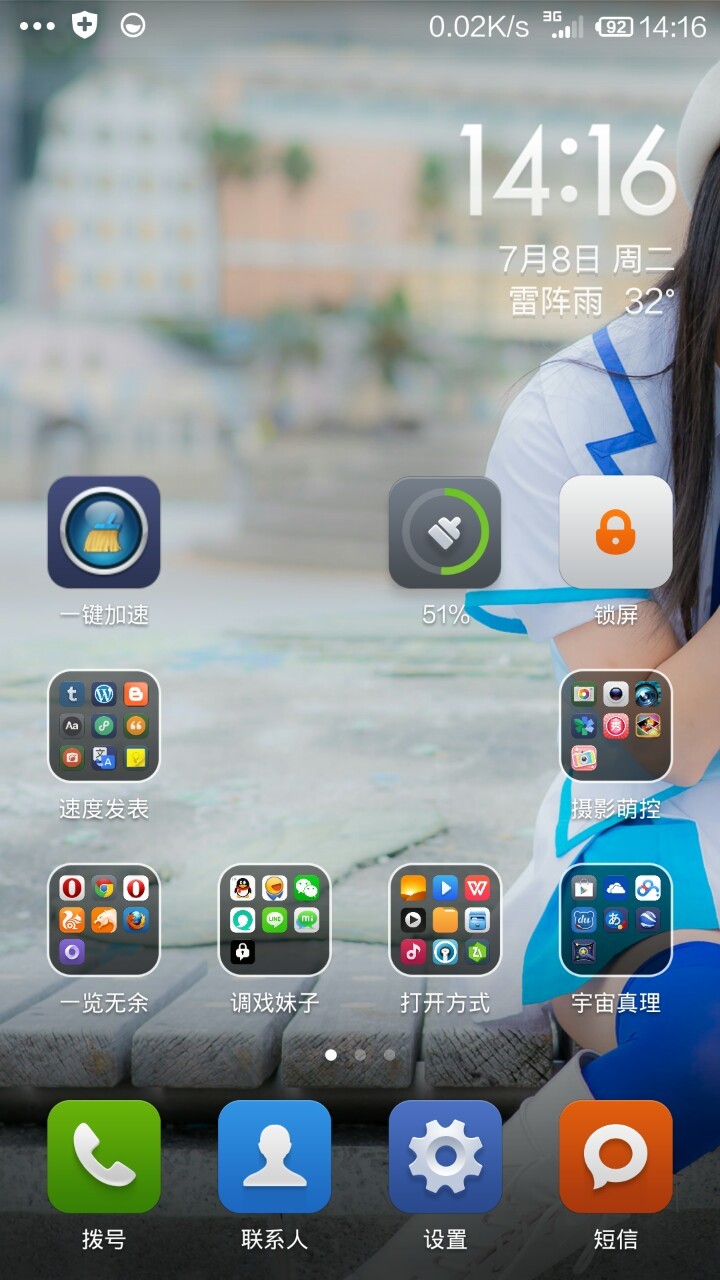 0.02K/s 3G 92 14:16
14:16
7月8日 周二
雷阵雨 32°
一键加速
51%
锁屏
速度发表
摄影萌控
一览无余
调戏妹子
打开方式
宇宙真理
拨号
联系人
设置
短信